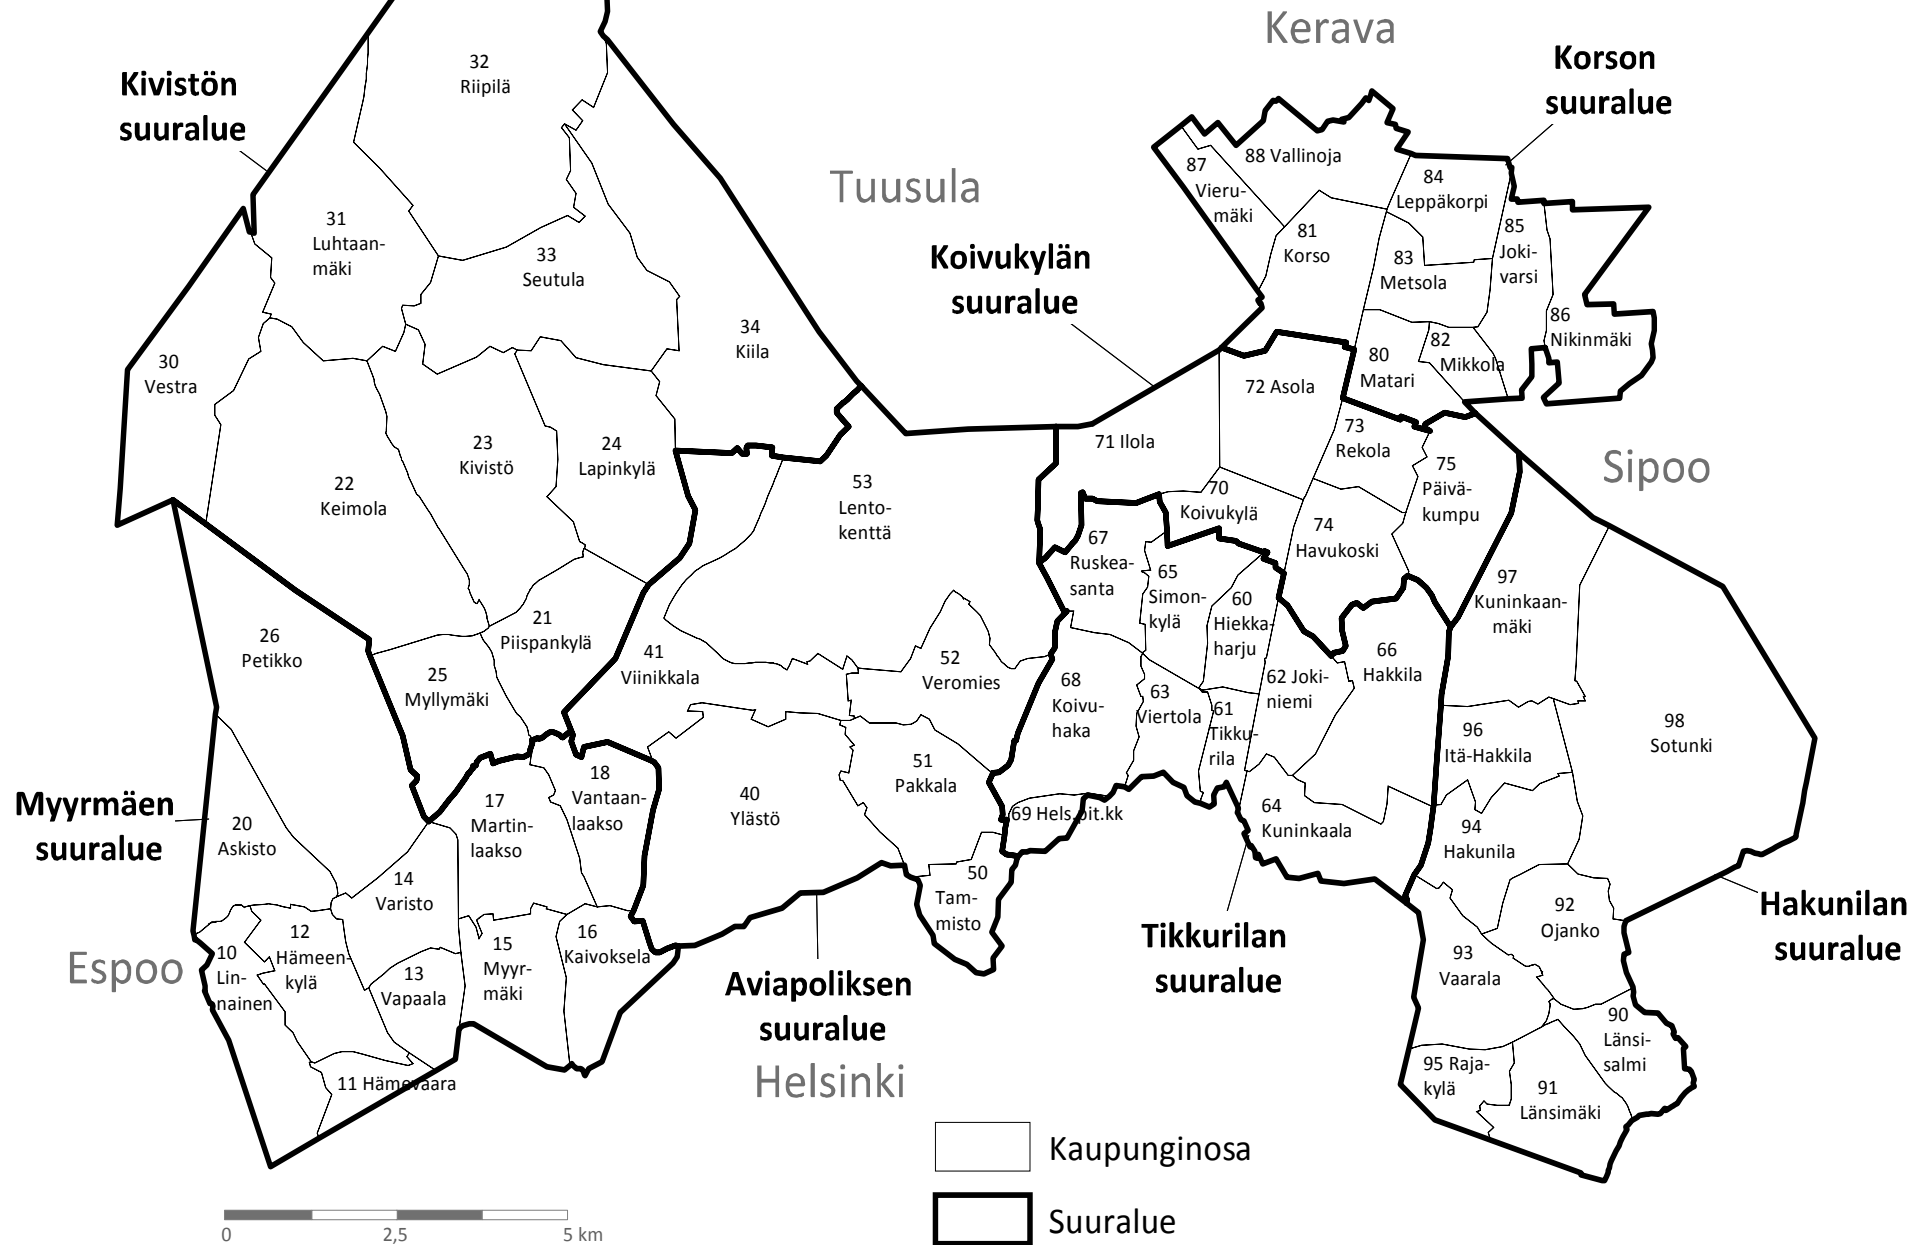 Kerava
Korson
suuralue
32
Riipilä
Kivistön
suuralue
88 Vallinoja
87
Vieru-
mäki
84
Leppäkorpi
Tuusula
31
Luhtaan-
mäki
81
Korso
85
Joki-
varsi
33
Seutula
Koivukylän
suuralue
83
Metsola
86
Nikinmäki
34
Kiila
30
Vestra
82
Mikkola
80
Matari
72 Asola
71 Ilola
73
Rekola
23
Kivistö
24
Lapinkylä
75
Päivä-
kumpu
Sipoo
22
Keimola
53
Lento-
kenttä
70
Koivukylä
74
Havukoski
67
Ruskea-
santa
65
Simon-
kylä
60
Hiekka-
harju
97
Kuninkaan-
mäki
26
Petikko
21
Piispankylä
41
Viinikkala
52
Veromies
66
Hakkila
25
Myllymäki
68
Koivu-
haka
63
Viertola
62 Joki-
niemi
61
Tikku-
rila
96
Itä-Hakkila
98
Sotunki
Myyrmäen
suuralue
18
Vantaan-
laakso
17
Martin-
laakso
40
Ylästö
51
Pakkala
69 Hels.pit.kk
64
Kuninkaala
94
Hakunila
20
Askisto
14
Varisto
50
Tam-
misto
92
Ojanko
Hakunilan
suuralue
Espoo
10
Lin-
nainen
12
Hämeen-
kylä
13
Vapaala
15
Myyr-
mäki
16
Kaivoksela
Tikkurilan
suuralue
93
Vaarala
Aviapoliksen
suuralue
90
Länsi-
salmi
11 Hämevaara
Helsinki
95 Raja-
kylä
91
Länsimäki
Kaupunginosa
Suuralue
0 2,5 5 km